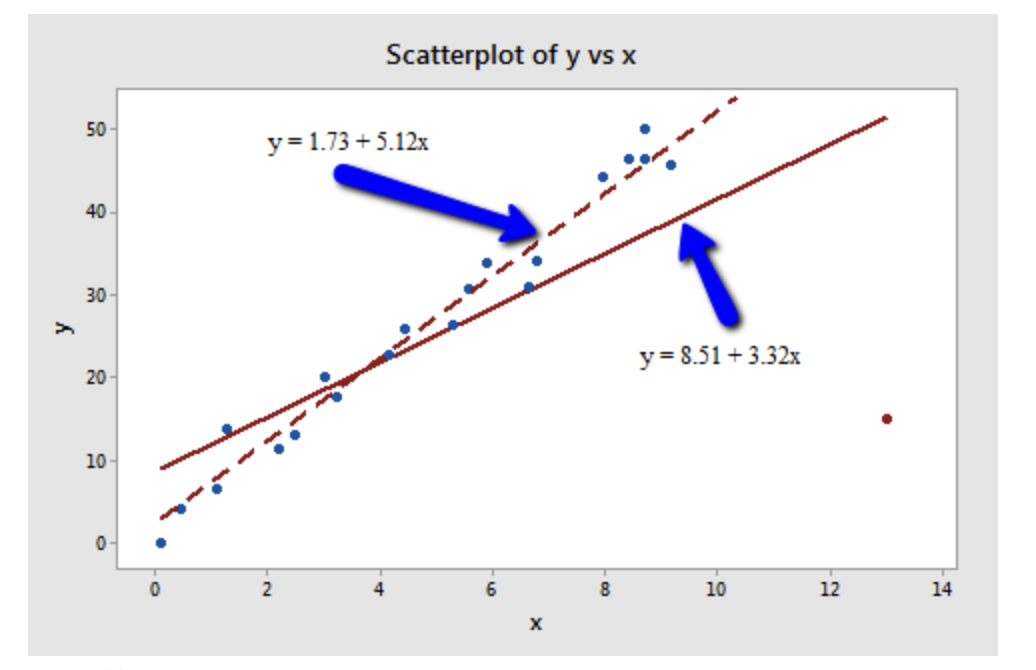 Scatterplot of y vs x
y = 1.73 + 5.12x
y = 8.51 + 3.32x
50
40
30
20
10
0
y
0 2 4 6 8 10 12 14
x